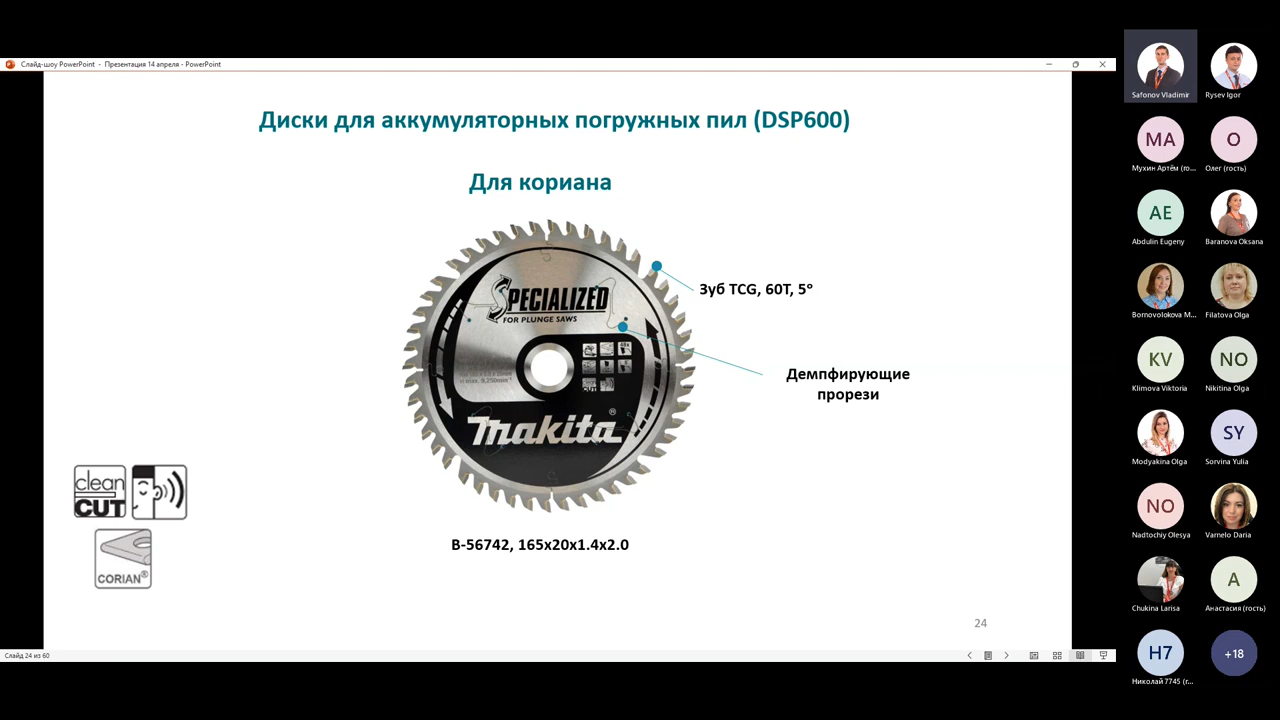 Слайд-шоу PowerPoint - Презентация 14 апреля - PowerPoint
Диски для аккумуляторных погружных пил (DSP600)
Для кориана
SPECIALIZED
FOR PLUNGE SAWS
Зуб TCG, 60T, 5°
Демпфирующие
прорези
makita®
clean
CUT
CORIAN®
B-56742, 165x20x1.4x2.0
24
Слайд 24 из 60
Safonov Vladimir
Rysev Igor
MA
O
Мухин Артём (го...
Олег (гость)
AE
Abdulin Eugeny
Baranova Oksana
Bornovolokova M...
Filatova Olga
KV
NO
Klimova Viktoria
Nikitina Olga
SY
Modyakina Olga
Sorvina Yulia
NO
Nadtochiy Olesya
Varnelo Daria
A
Chukina Larisa
Анастасия (гость)
H7
+18
Николай 7745 (г...